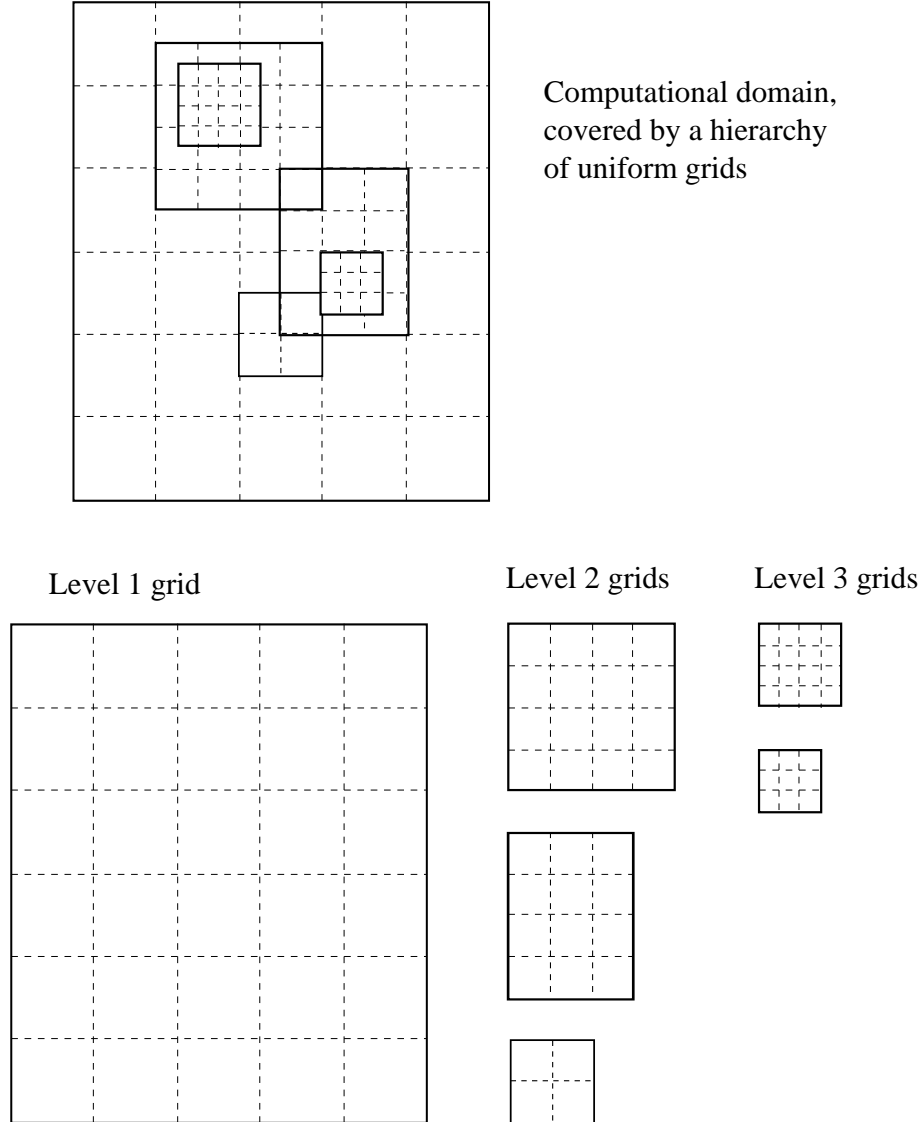 Computational domain,
covered by a hierarchy
of uniform grids
Level 1 grid
Level 2 grids
Level 3 grids